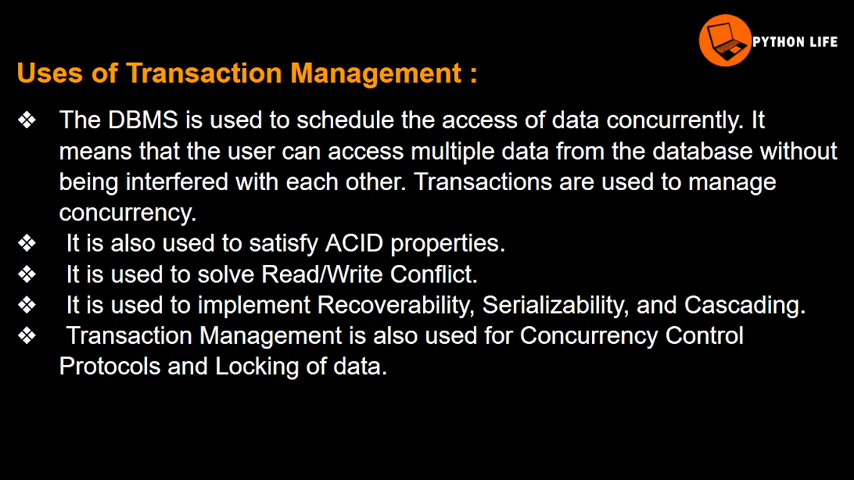 PYTHON LIFE
Uses of Transaction Management :
❖ The DBMS is used to schedule the access of data concurrently. It
means that the user can access multiple data from the database without
being interfered with each other. Transactions are used to manage
concurrency.
❖ It is also used to satisfy ACID properties.
❖ It is used to solve Read/Write Conflict.
❖ It is used to implement Recoverability, Serializability, and Cascading.
❖ Transaction Management is also used for Concurrency Control
Protocols and Locking of data.